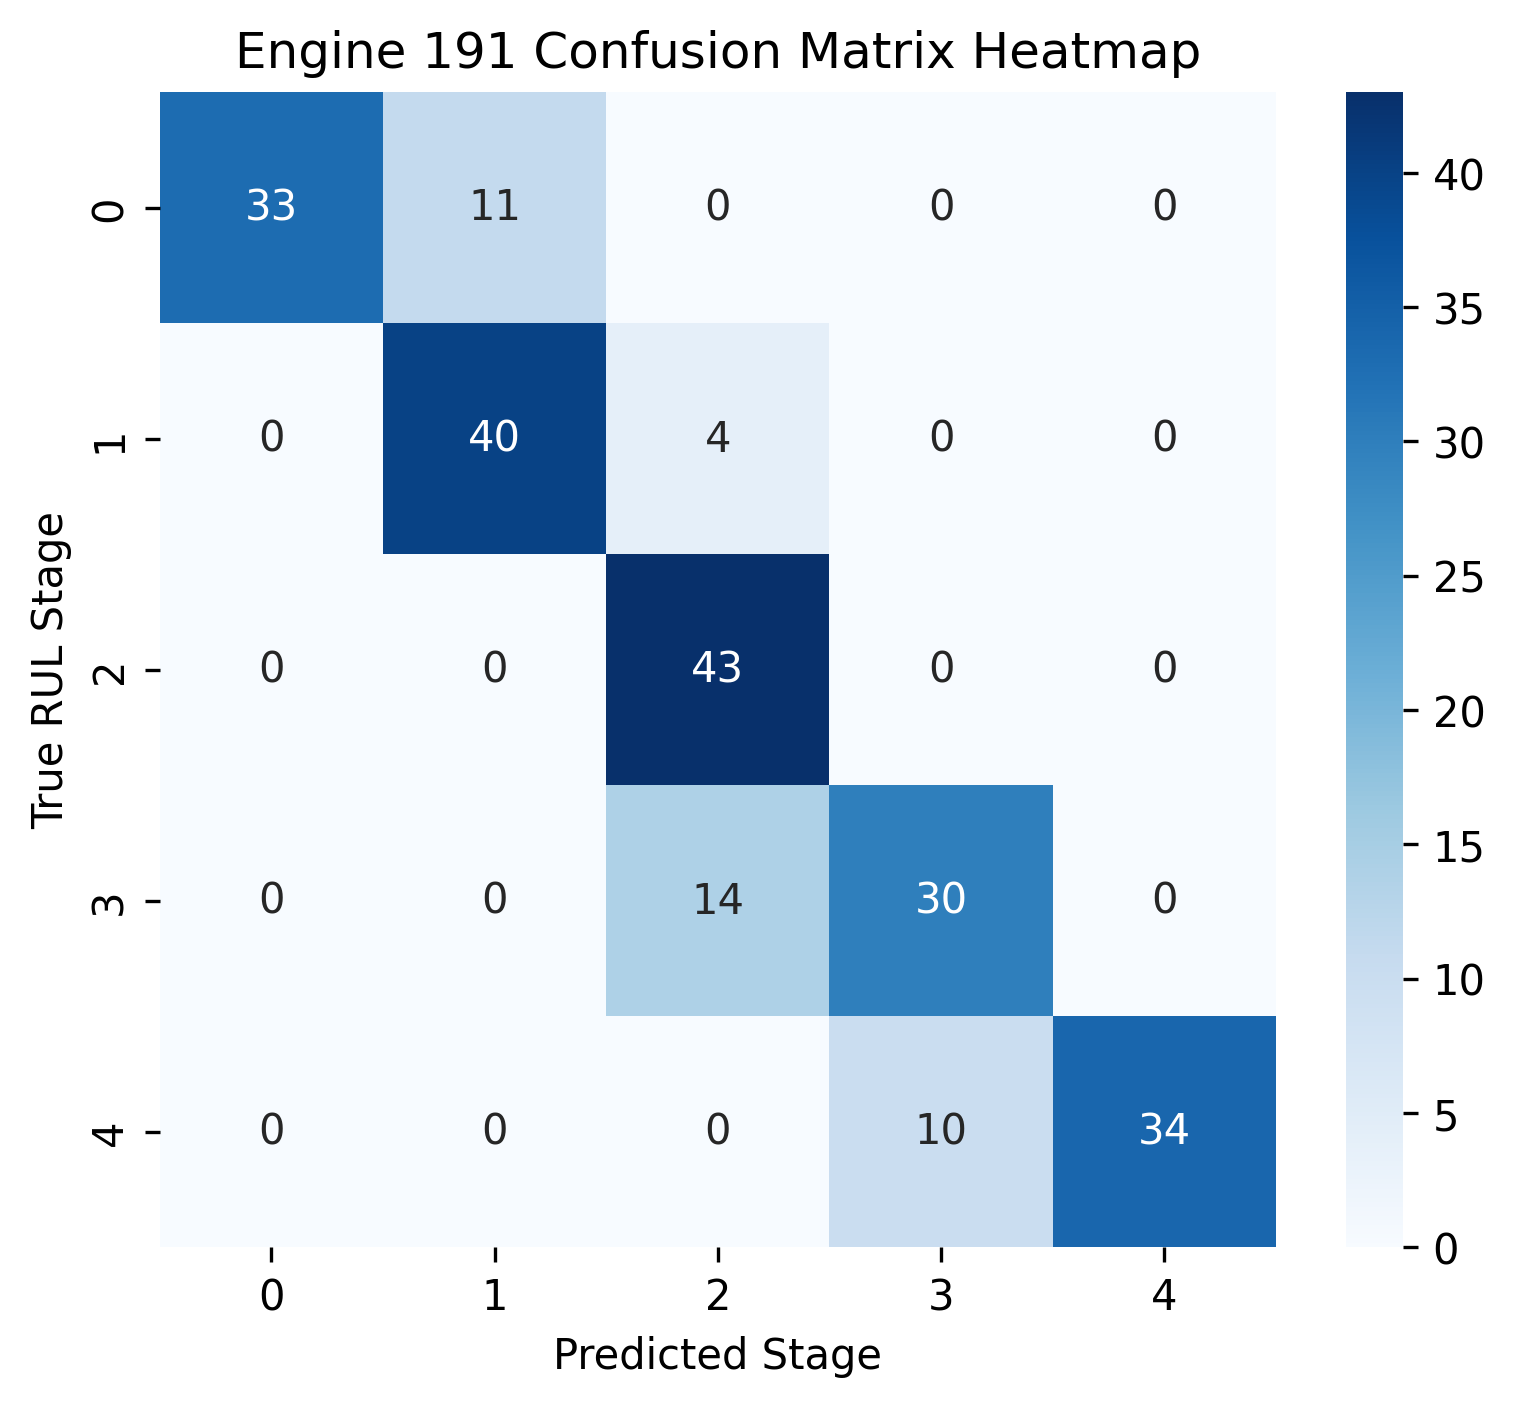 Engine 191 Confusion Matrix Heatmap
0 33 11 0 0 0
1 0 40 4 0 0
2 0 0 43 0 0
3 0 0 14 30 0
4 0 0 0 10 34
0 1 2 3 4
Predicted Stage
True RUL Stage
40
35
30
25
20
15
10
5
0